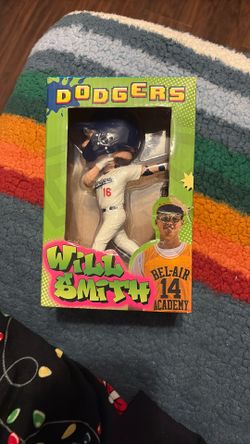 DODGERS
16
WILL
SMITH
BEL-AIR
14
ACADEMY